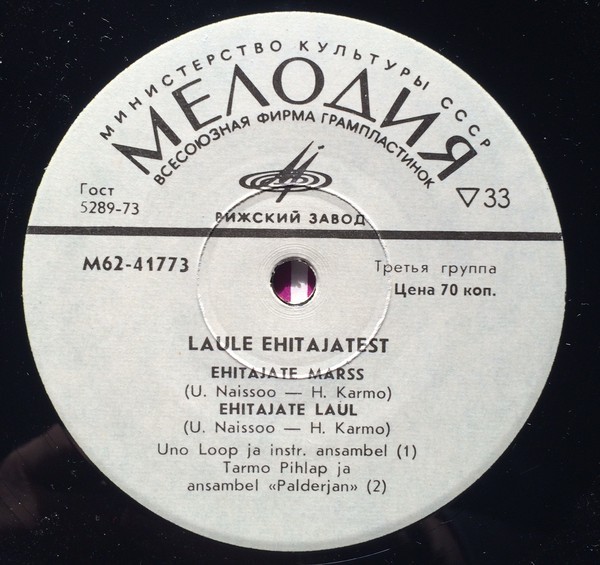 МИНИСТЕРСТВО КУЛЬТУРЫ СССР
МЕЛОДИЯ
ВСЕСОЮЗНАЯ ФИРМА ГРАМПЛАСТИНОК
Гост
5289-73
▽33
РИЖСКИЙ ЗАВОД
М62-41773
Третья группа
Цена 70 коп.
LAULE EHITAJATEST
EHITAJATE MARSS
(U. Naissoo — H. Karmo)
EHITAJATE LAUL
(U. Naissoo — H. Karmo)
Uno Loop ja instr. ansambel (1)
Tarmo Pihlap ja
ansambel «Palderjan» (2)